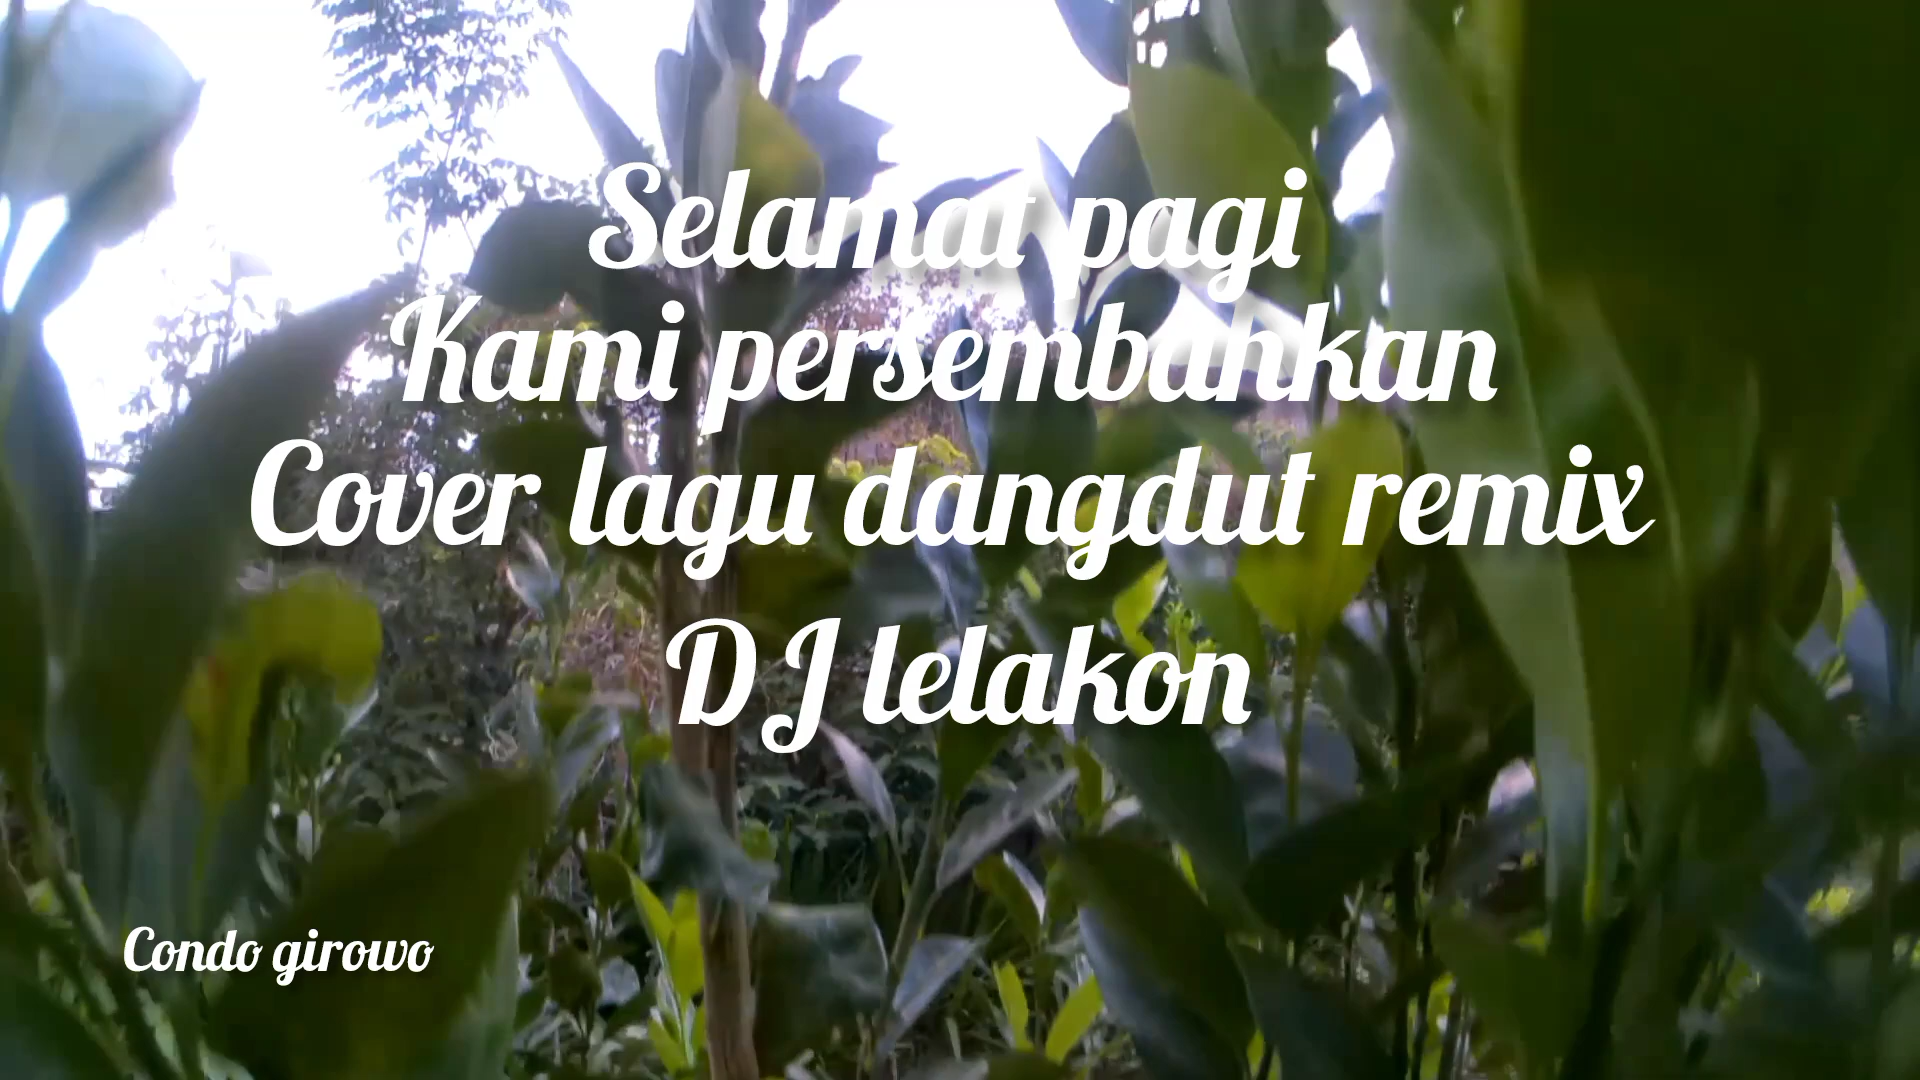 Selamat pagi
Kami persembahkan
Cover lagu dangdut remix
DJ lelakon
Condo girowo